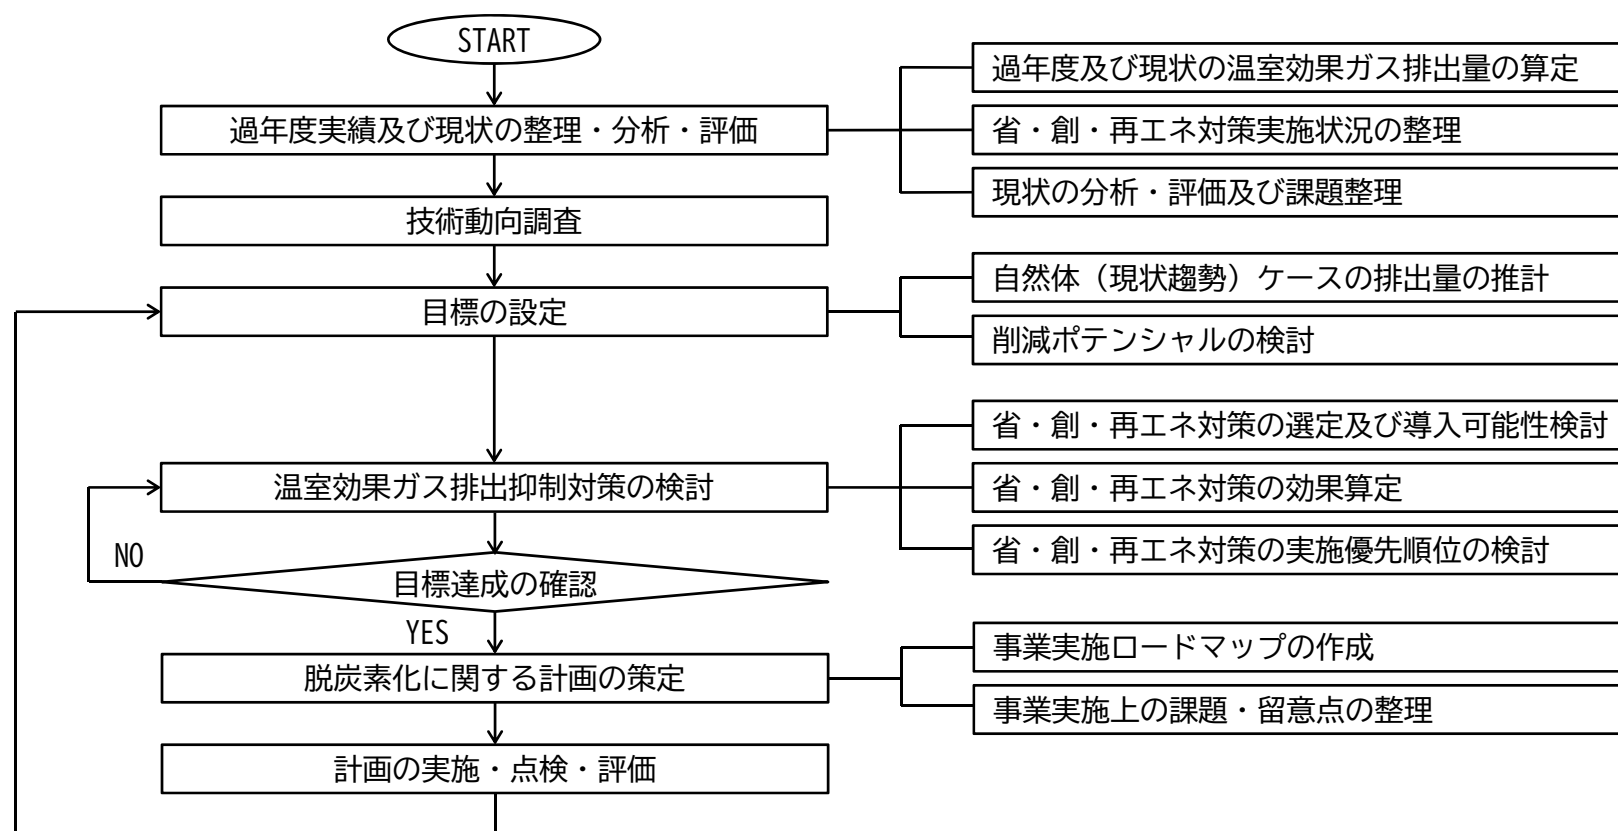 START
過年度実績及び現状の整理・分析・評価
過年度及び現状の温室効果ガス排出量の算定
省・創・再エネ対策実施状況の整理
現状の分析・評価及び課題整理
技術動向調査
目標の設定
自然体（現状趨勢）ケースの排出量の推計
削減ポテンシャルの検討
温室効果ガス排出抑制対策の検討
省・創・再エネ対策の選定及び導入可能性検討
省・創・再エネ対策の効果算定
省・創・再エネ対策の実施優先順位の検討
NO
目標達成の確認
YES
脱炭素化に関する計画の策定
事業実施ロードマップの作成
事業実施上の課題・留意点の整理
計画の実施・点検・評価